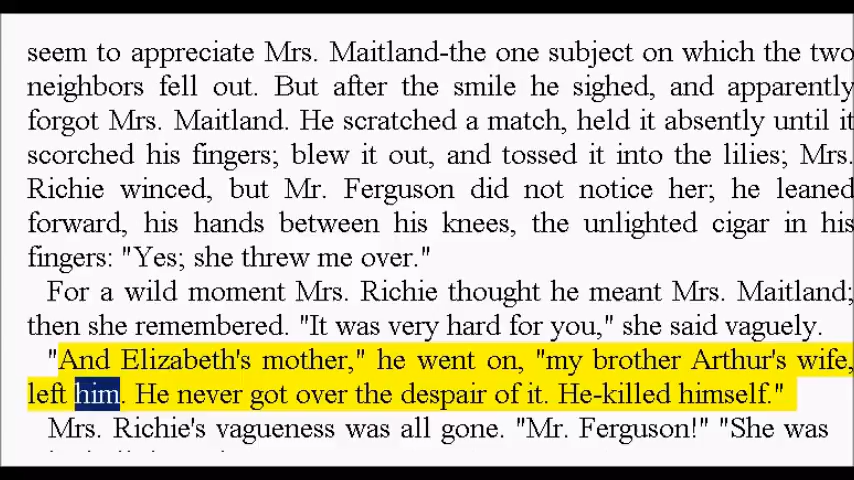 seem to appreciate Mrs. Maitland-the one subject on which the two
neighbors fell out. But after the smile he sighed, and apparently
forgot Mrs. Maitland. He scratched a match, held it absently until it
scorched his fingers; blew it out, and tossed it into the lilies; Mrs.
Richie winced, but Mr. Ferguson did not notice her; he leaned
forward, his hands between his knees, the unlighted cigar in his
fingers: "Yes; she threw me over."
For a wild moment Mrs. Richie thought he meant Mrs. Maitland;
then she remembered. "It was very hard for you," she said vaguely.
"And Elizabeth's mother," he went on, "my brother Arthur's wife,
left him. He never got over the despair of it. He-killed himself."
Mrs. Richie's vagueness was all gone. "Mr. Ferguson!" "She was